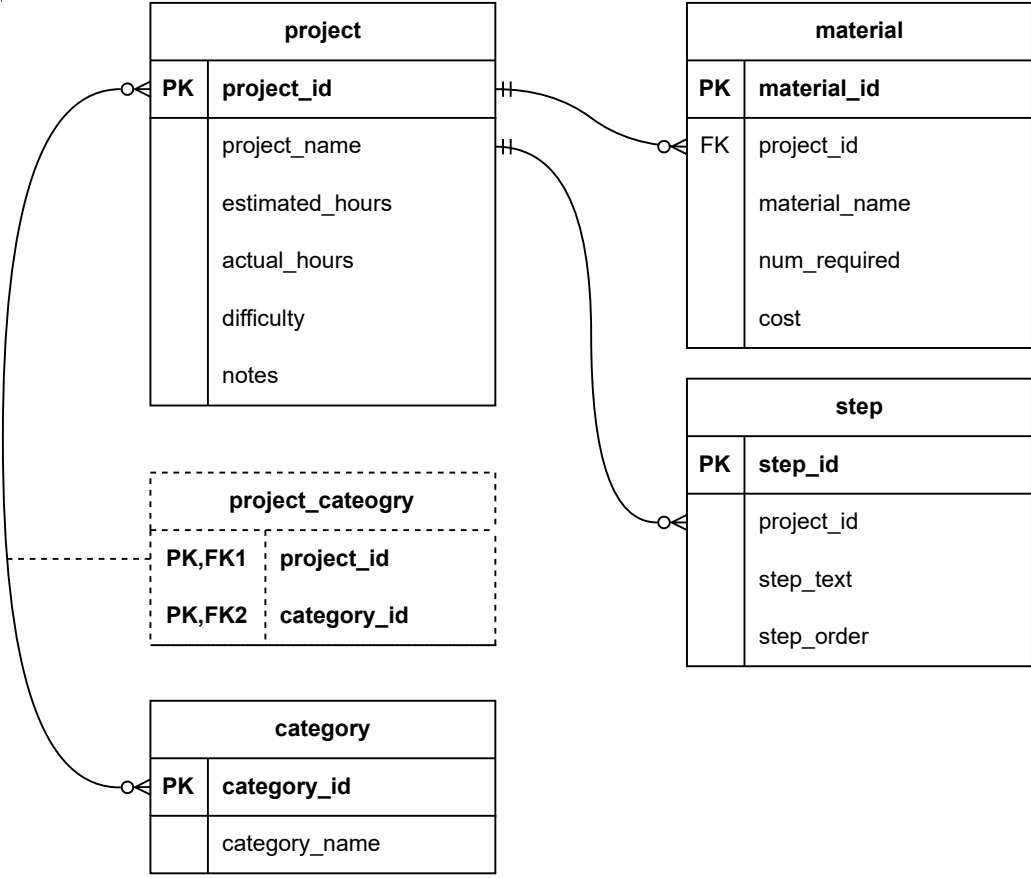 project
PK project_id
project_name
estimated_hours
actual_hours
difficulty
notes
material
PK material_id
FK project_id
material_name
num_required
cost
step
PK step_id
project_id
step_text
step_order
project_cateogry
PK,FK1 project_id
PK,FK2 category_id
category
PK category_id
category_name